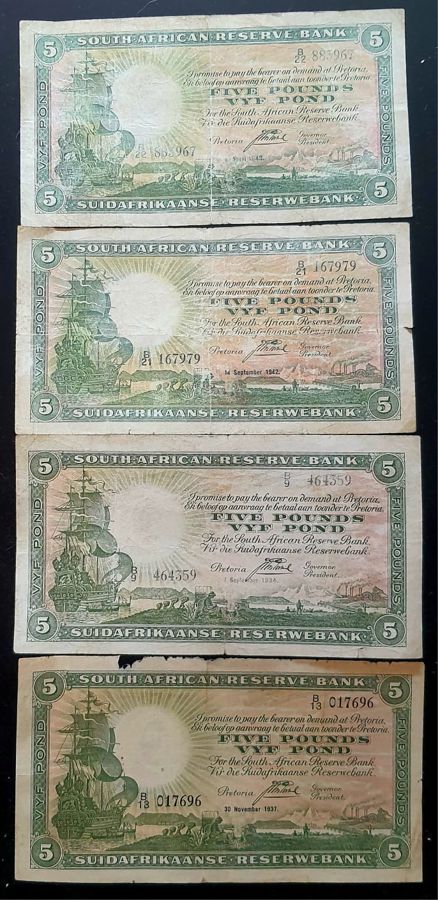 5 SOUTH AFRICAN RESERVE BANK 5
B/22 883967
I promise to pay the bearer on demand at Pretoria.
Ek beloof op aanvraag te betaal aan toonder te Pretoria.
FIVE POUNDS
VYF POND
For the South African Reserve Bank
Vir die Suidafrikaanse Reserwebank.
B/22 883967
Pretoria Governor
President.
VYF POND
FIVE POUNDS
5 SUIDAFRIKAANSE RESERWEBANK 5
5 SOUTH AFRICAN RESERVE BANK 5
B/21 167979
I promise to pay the bearer on demand at Pretoria.
Ek beloof op aanvraag te betaal aan toonder te Pretoria.
FIVE POUNDS
VYF POND
For the South African Reserve Bank
Vir die Suidafrikaanse Reserwebank.
B/21 167979
Pretoria Governor
President.
14 September 1942.
VYF POND
FIVE POUNDS
5 SUIDAFRIKAANSE RESERWEBANK 5
5 SOUTH AFRICAN RESERVE BANK 5
B/9 464359
I promise to pay the bearer on demand at Pretoria.
Ek beloof op aanvraag te betaal aan toonder te Pretoria.
FIVE POUNDS
VYF POND
For the South African Reserve Bank.
Vir die Suidafrikaanse Reserwebank.
B/9 464359
Pretoria Governor
President.
September 1934.
VYF POND
FIVE POUNDS
5 SUIDAFRIKAANSE RESERWEBANK 5
5 SOUTH AFRICAN RESERVE BANK 5
B/13 017696
I promise to pay the bearer on demand at Pretoria.
Ek beloof op aanvraag te betaal aan toonder te Pretoria.
FIVE POUNDS
VYF POND
For the South African Reserve Bank
Vir die Suidafrikaanse Reserwebank.
B/13 017696
Pretoria Governor
President.
30 November 1937.
VYF POND
FIVE POUNDS
5 SUIDAFRIKAANSE RESERWEBANK 5